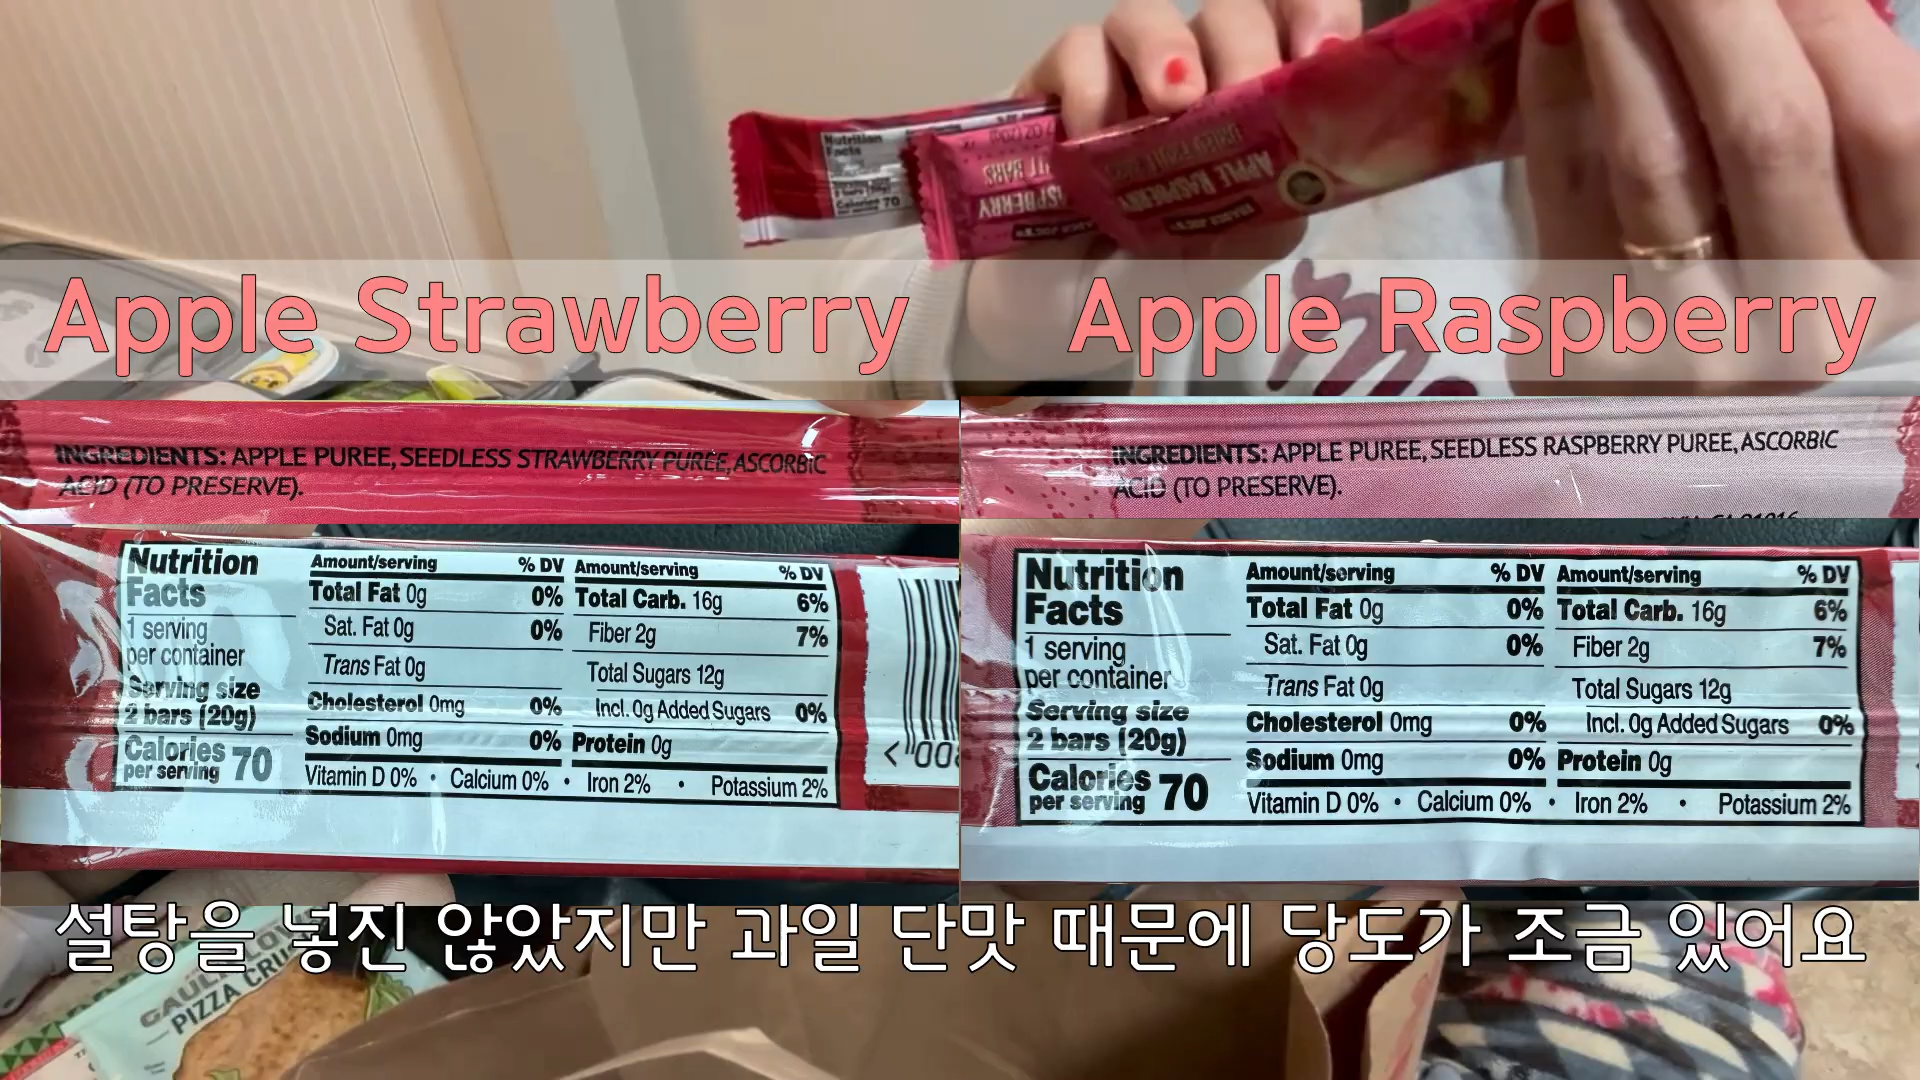 Nutrition
Facts
Calories 70
APPLE RASPBERRY
Apple Strawberry
Apple Raspberry
INGREDIENTS: APPLE PUREE, SEEDLESS STRAWBERRY PUREE, ASCORBIC
ACID (TO PRESERVE).
INGREDIENTS: APPLE PUREE, SEEDLESS RASPBERRY PUREE, ASCORBIC
ACID (TO PRESERVE).
Nutrition
Facts
1 serving
per container
Serving size
2 bars (20g)
Calories 70
per serving
Amount/serving % DV
Total Fat 0g 0%
Sat. Fat 0g 0%
Trans Fat 0g
Cholesterol 0mg 0%
Sodium 0mg 0%
Amount/serving % DV
Total Carb. 16g 6%
Fiber 2g 7%
Total Sugars 12g
Incl. 0g Added Sugars 0%
Protein 0g
Vitamin D 0% • Calcium 0% • Iron 2% • Potassium 2%
Nutrition
Facts
1 serving
per container
Serving size
2 bars (20g)
Calories 70
per serving
Amount/serving % DV
Total Fat 0g 0%
Sat. Fat 0g 0%
Trans Fat 0g
Cholesterol 0mg 0%
Sodium 0mg 0%
Amount/serving % DV
Total Carb. 16g 6%
Fiber 2g 7%
Total Sugars 12g
Incl. 0g Added Sugars 0%
Protein 0g
Vitamin D 0% • Calcium 0% • Iron 2% • Potassium 2%
설탕을 넣진 않았지만 과일 단맛 때문에 당도가 조금 있어요
PIZZA